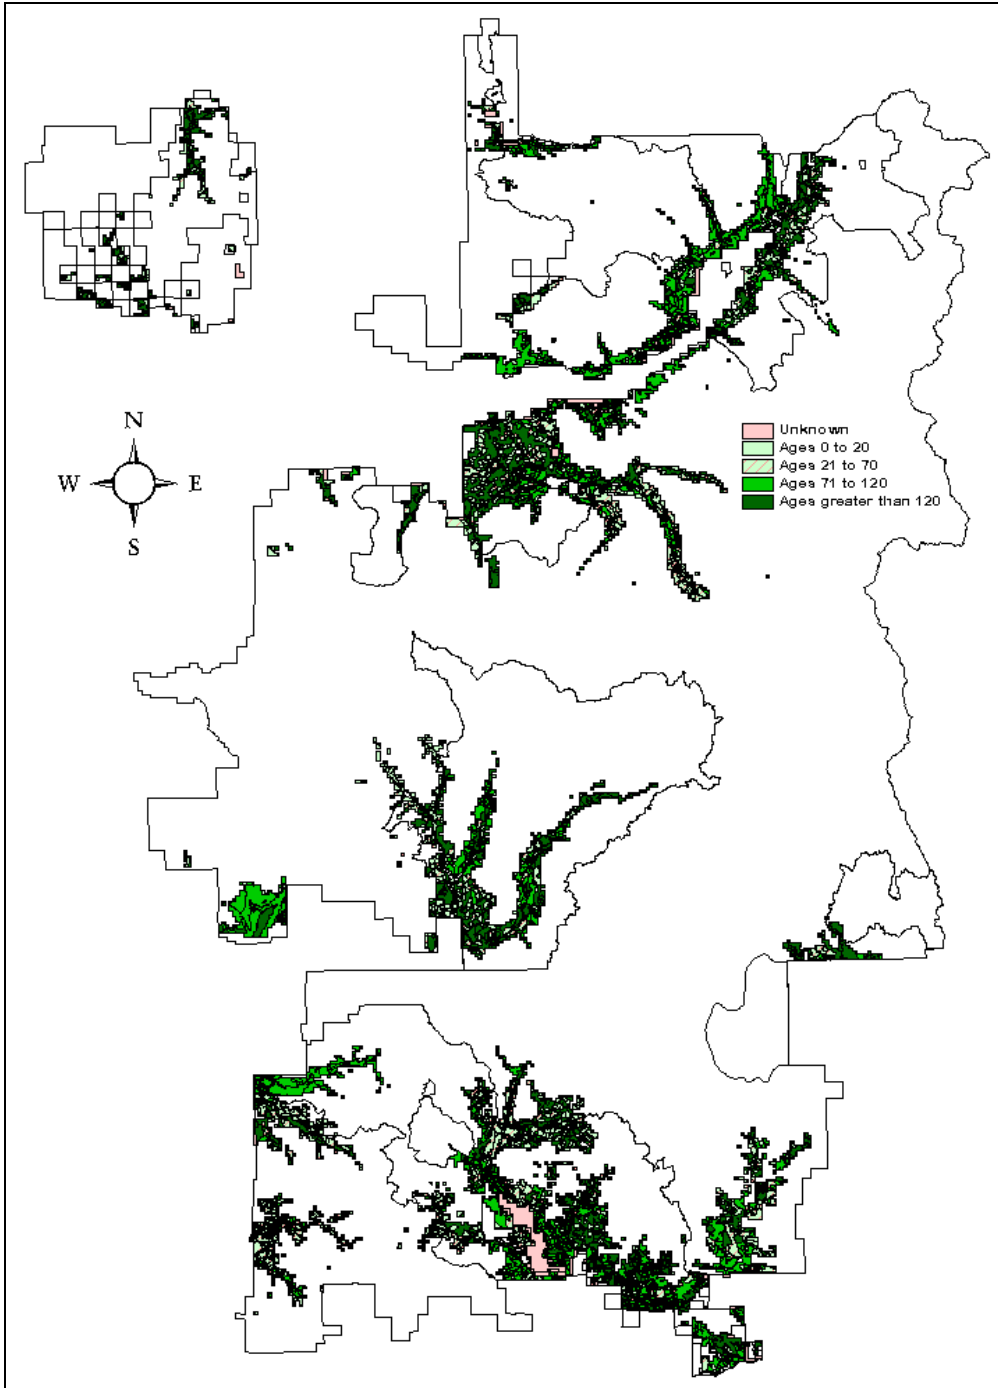 N
W E
S
Unknown
Ages 0 to 20
Ages 21 to 70
Ages 71 to 120
Ages greater than 120